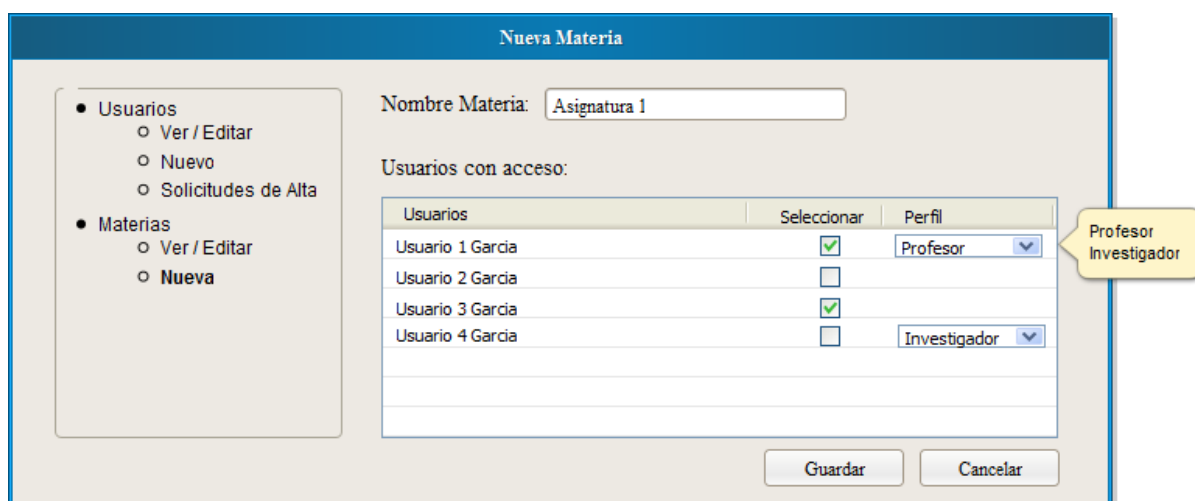 Nueva Materia
Usuarios
Ver / Editar
Nuevo
Solicitudes de Alta
Materias
Ver / Editar
Nueva
Nombre Materia: Asignatura 1
Usuarios con acceso:
Usuarios Seleccionar Perfil
Usuario 1 Garcia Profesor
Usuario 2 Garcia
Usuario 3 Garcia
Usuario 4 Garcia Investigador
Profesor
Investigador
Guardar Cancelar